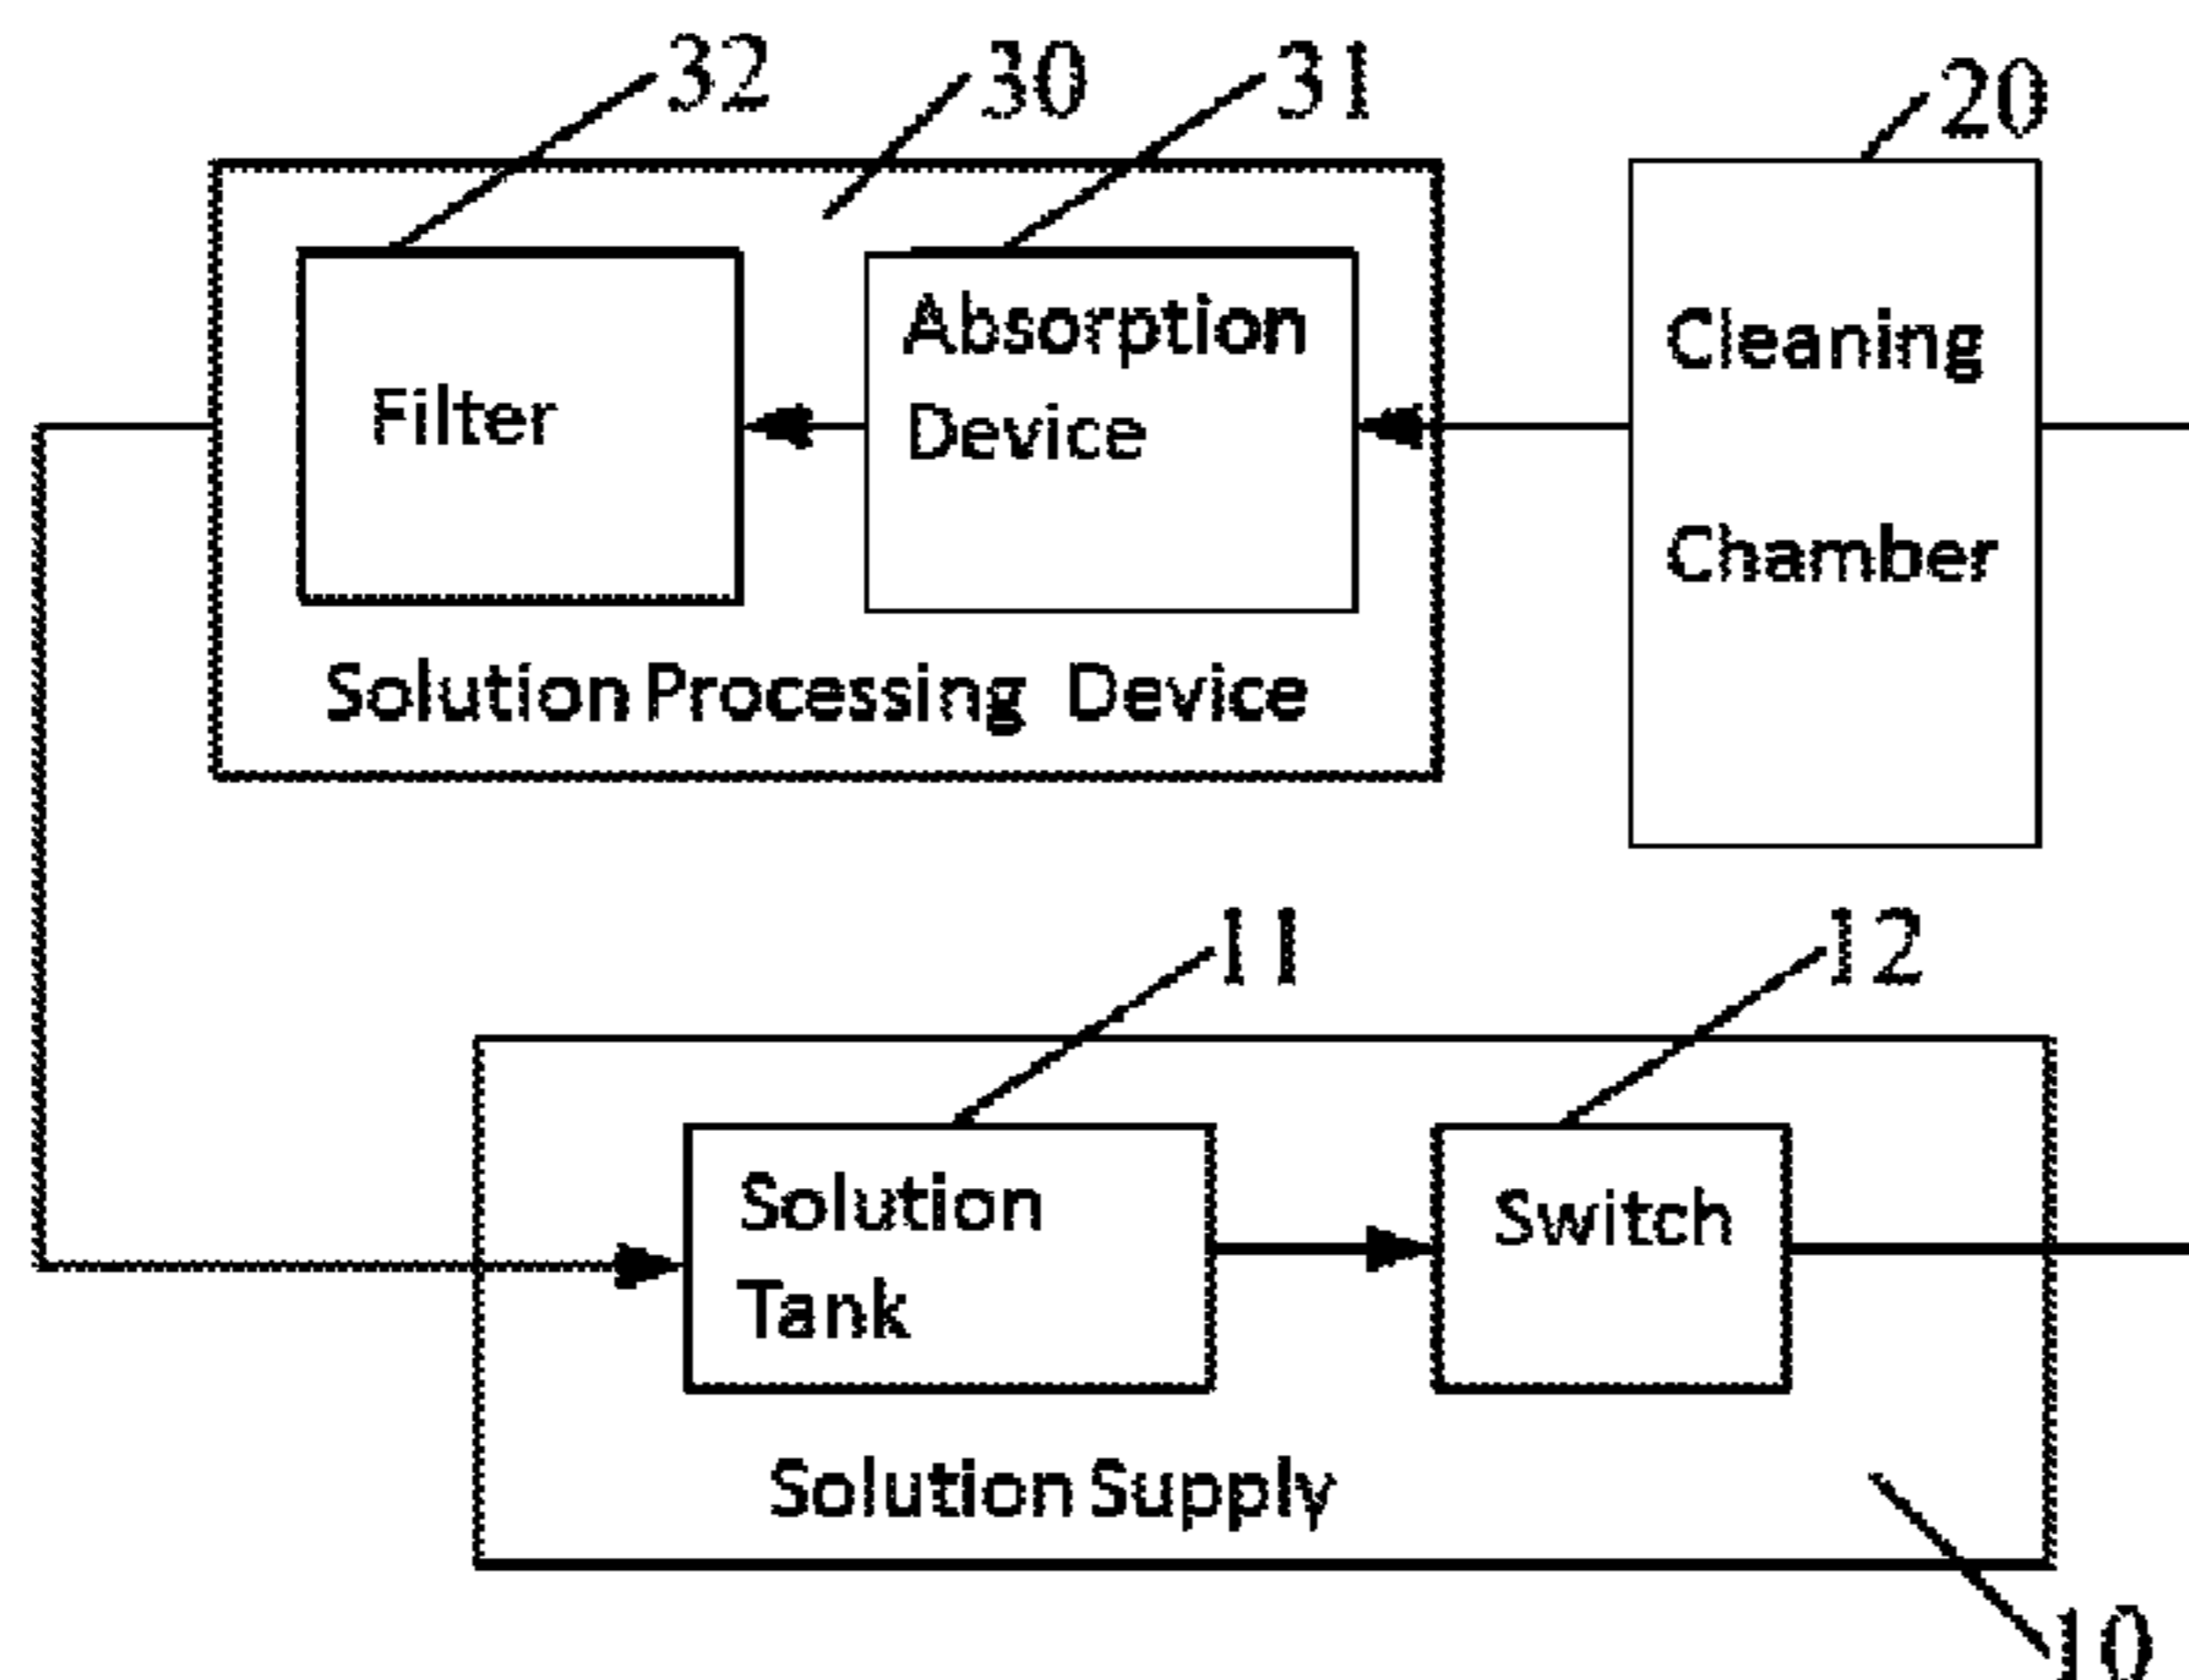 32
30
31
20
Filter
Absorption
Device
Cleaning
Chamber
Solution Processing Device
11
12
Solution
Tank
Switch
Solution Supply
10